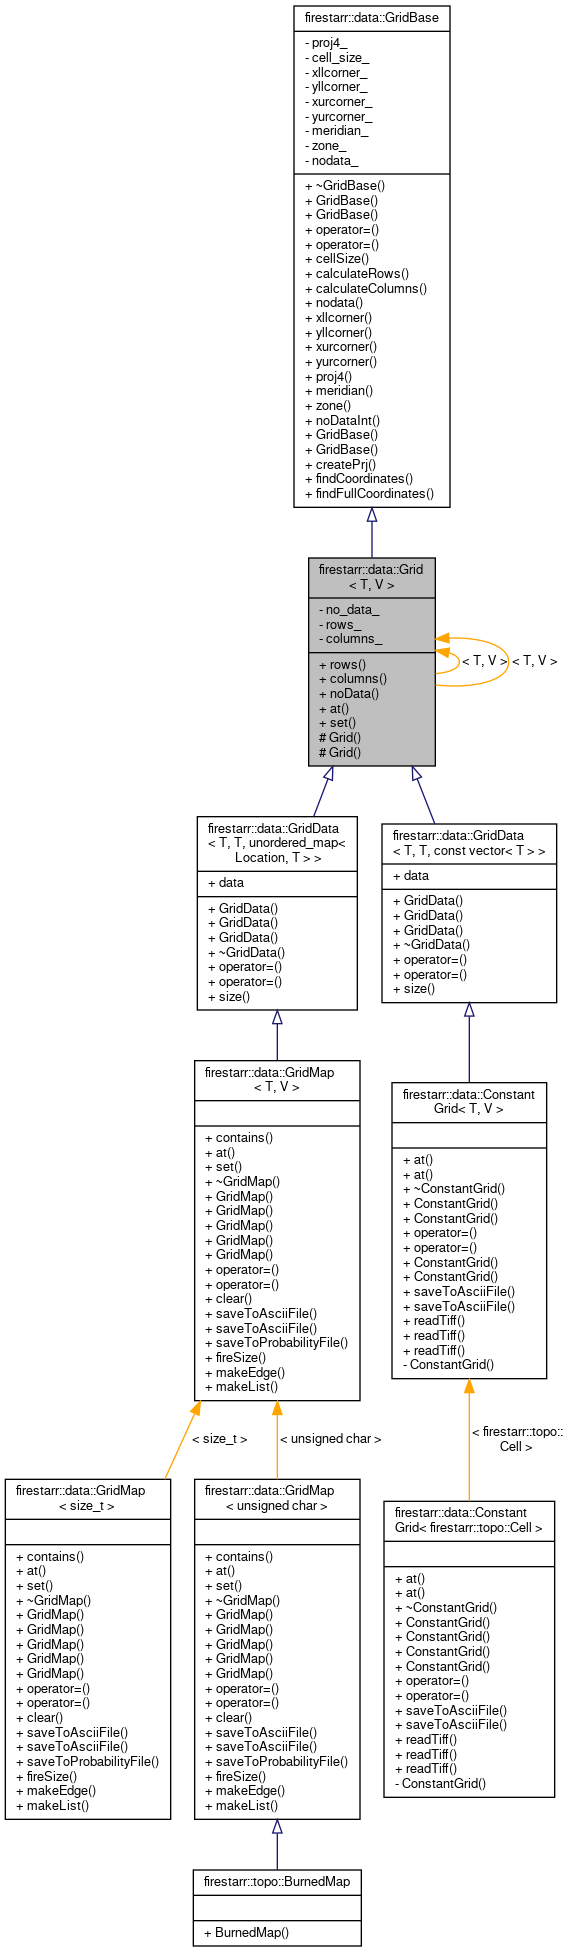 firestarr::data::GridBase
- proj4_
- cell_size_
- xllcorner_
- yllcorner_
- xurcorner_
- yurcorner_
- meridian_
- zone_
- nodata_
+ ~GridBase()
+ GridBase()
+ GridBase()
+ operator=()
+ operator=()
+ cellSize()
+ calculateRows()
+ calculateColumns()
+ nodata()
+ xllcorner()
+ yllcorner()
+ xurcorner()
+ yurcorner()
+ proj4()
+ meridian()
+ zone()
+ noDataInt()
+ GridBase()
+ GridBase()
+ createPrj()
+ findCoordinates()
+ findFullCoordinates()
firestarr::data::Grid
< T, V >
- no_data_
- rows_
- columns_
+ rows()
+ columns()
+ noData()
+ at()
+ set()
# Grid()
# Grid()
< T, V >
< T, V >
firestarr::data::GridData
< T, T, unordered_map<
Location, T > >
+ data
+ GridData()
+ GridData()
+ GridData()
+ ~GridData()
+ operator=()
+ operator=()
+ size()
firestarr::data::GridData
< T, T, const vector< T > >
+ data
+ GridData()
+ GridData()
+ GridData()
+ ~GridData()
+ operator=()
+ operator=()
+ size()
firestarr::data::GridMap
< T, V >
+ contains()
+ at()
+ set()
+ ~GridMap()
+ GridMap()
+ GridMap()
+ GridMap()
+ GridMap()
+ GridMap()
+ operator=()
+ operator=()
+ clear()
+ saveToAsciiFile()
+ saveToAsciiFile()
+ saveToProbabilityFile()
+ fireSize()
+ makeEdge()
+ makeList()
firestarr::data::Constant
Grid< T, V >
+ at()
+ at()
+ ~ConstantGrid()
+ ConstantGrid()
+ ConstantGrid()
+ operator=()
+ operator=()
+ ConstantGrid()
+ ConstantGrid()
+ saveToAsciiFile()
+ saveToAsciiFile()
+ readTiff()
+ readTiff()
+ readTiff()
- ConstantGrid()
< size_t >
< unsigned char >
< firestarr::topo::
Cell >
firestarr::data::GridMap
< size_t >
+ contains()
+ at()
+ set()
+ ~GridMap()
+ GridMap()
+ GridMap()
+ GridMap()
+ GridMap()
+ GridMap()
+ operator=()
+ operator=()
+ clear()
+ saveToAsciiFile()
+ saveToAsciiFile()
+ saveToProbabilityFile()
+ fireSize()
+ makeEdge()
+ makeList()
firestarr::data::GridMap
< unsigned char >
+ contains()
+ at()
+ set()
+ ~GridMap()
+ GridMap()
+ GridMap()
+ GridMap()
+ GridMap()
+ GridMap()
+ operator=()
+ operator=()
+ clear()
+ saveToAsciiFile()
+ saveToAsciiFile()
+ saveToProbabilityFile()
+ fireSize()
+ makeEdge()
+ makeList()
firestarr::data::Constant
Grid< firestarr::topo::Cell >
+ at()
+ at()
+ ~ConstantGrid()
+ ConstantGrid()
+ ConstantGrid()
+ ConstantGrid()
+ ConstantGrid()
+ operator=()
+ operator=()
+ saveToAsciiFile()
+ saveToAsciiFile()
+ readTiff()
+ readTiff()
+ readTiff()
- ConstantGrid()
firestarr::topo::BurnedMap
+ BurnedMap()